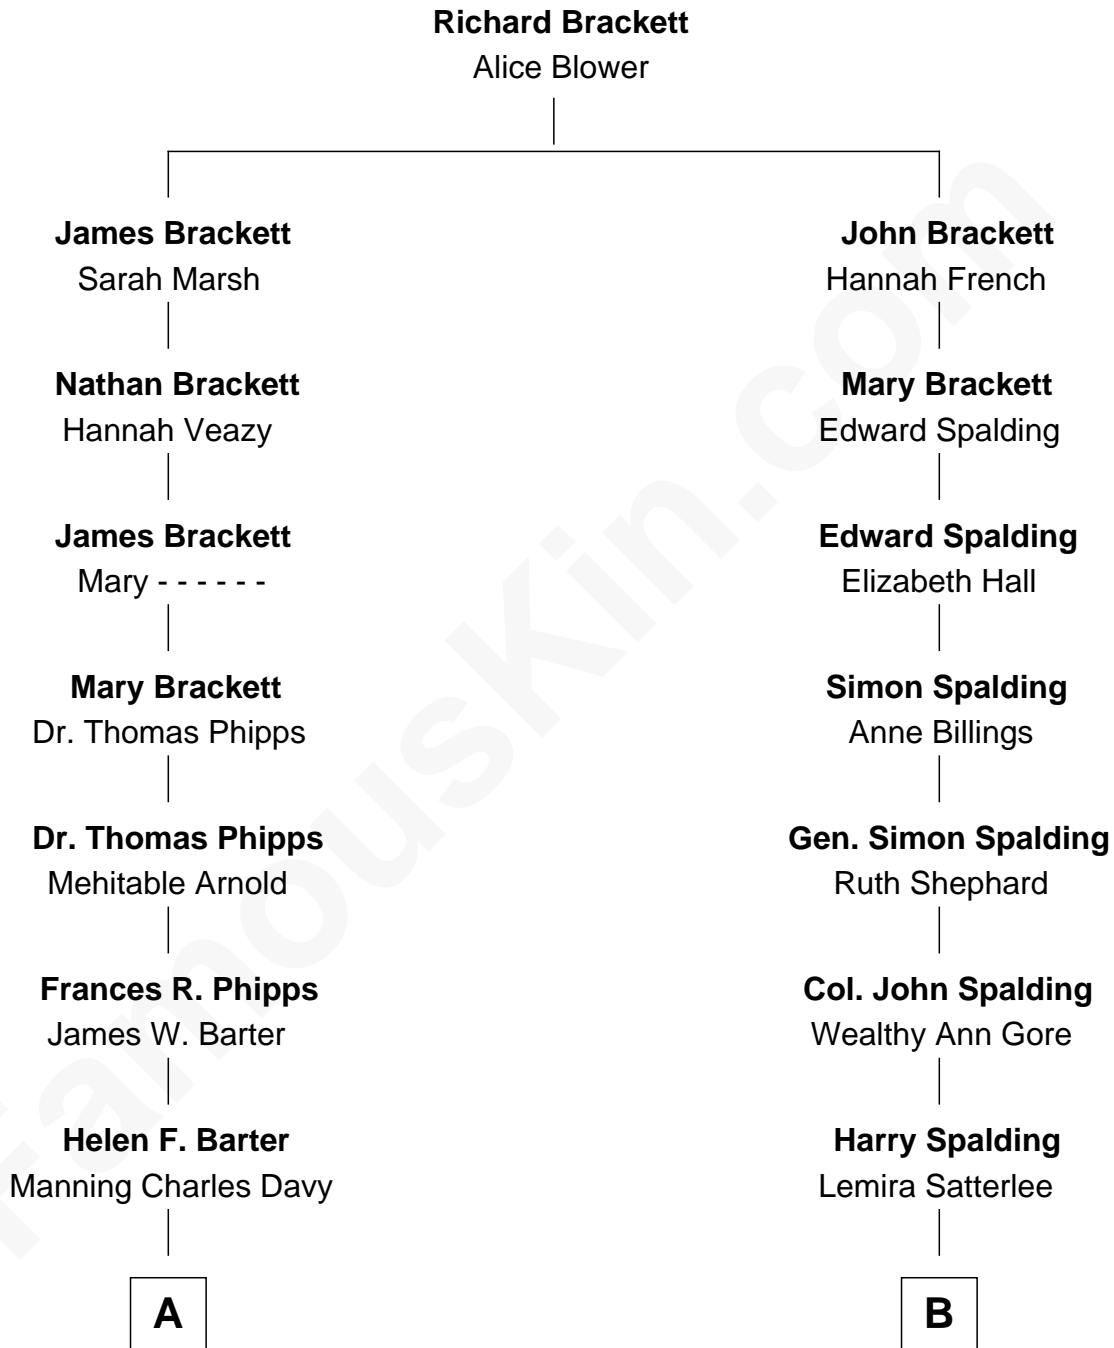 Richard Brackett
Alice Blower
James Brackett
Sarah Marsh
John Brackett
Hannah French
Nathan Brackett
Hannah Veazy
Mary Brackett
Edward Spalding
James Brackett
Mary - - - - - -
Edward Spalding
Elizabeth Hall
Mary Brackett
Dr. Thomas Phipps
Simon Spalding
Anne Billings
Dr. Thomas Phipps
Mehitable Arnold
Gen. Simon Spalding
Ruth Shephard
Frances R. Phipps
James W. Barter
Col. John Spalding
Wealthy Ann Gore
Helen F. Barter
Manning Charles Davy
Harry Spalding
Lemira Satterlee
A
B
FamousKin.com